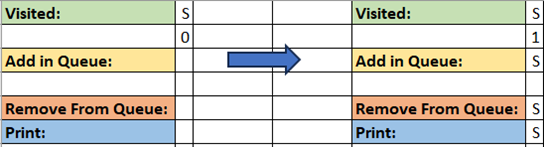 Visited: S Visited: S
0 1
Add in Queue: Add in Queue: S
Remove From Queue: Remove From Queue: S
Print: Print: S